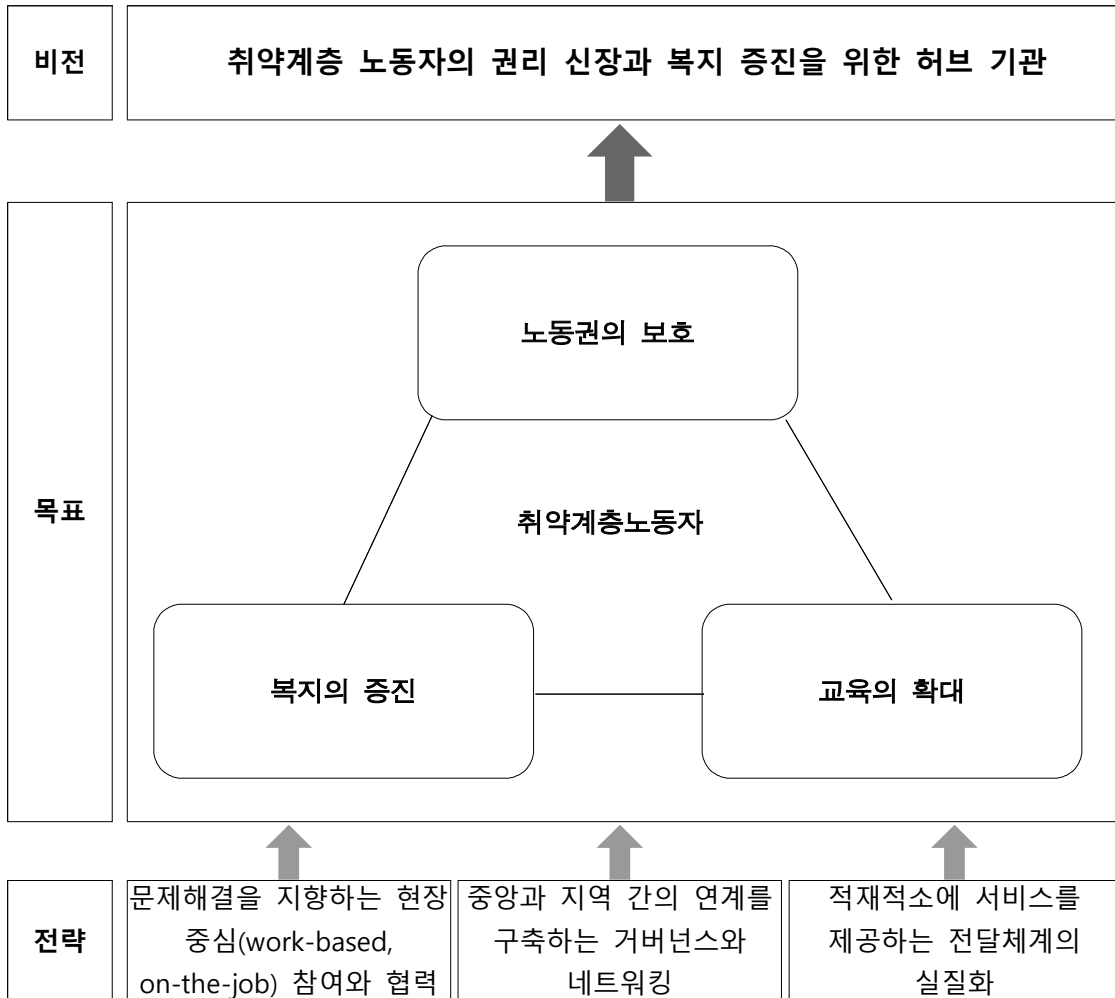 비전
취약계층 노동자의 권리 신장과 복지 증진을 위한 허브 기관
목표
노동권의 보호
취약계층노동자
복지의 증진
교육의 확대
전략
문제해결을 지향하는 현장
중심(work-based,
on-the-job) 참여와 협력
중앙과 지역 간의 연계를
구축하는 거버넌스와
네트워킹
적재적소에 서비스를
제공하는 전달체계의
실질화